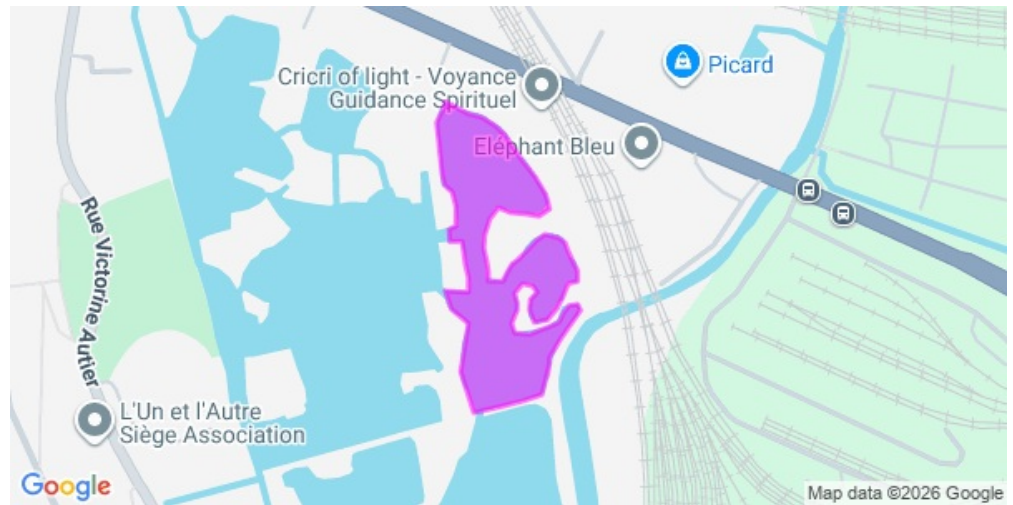 Cricri of light - Voyance
Guidance Spirituel
Picard
Eléphant Bleu
Rue Victorine Autier
L'Un et l'Autre
Siège Association
Google
Map data ©2026 Google